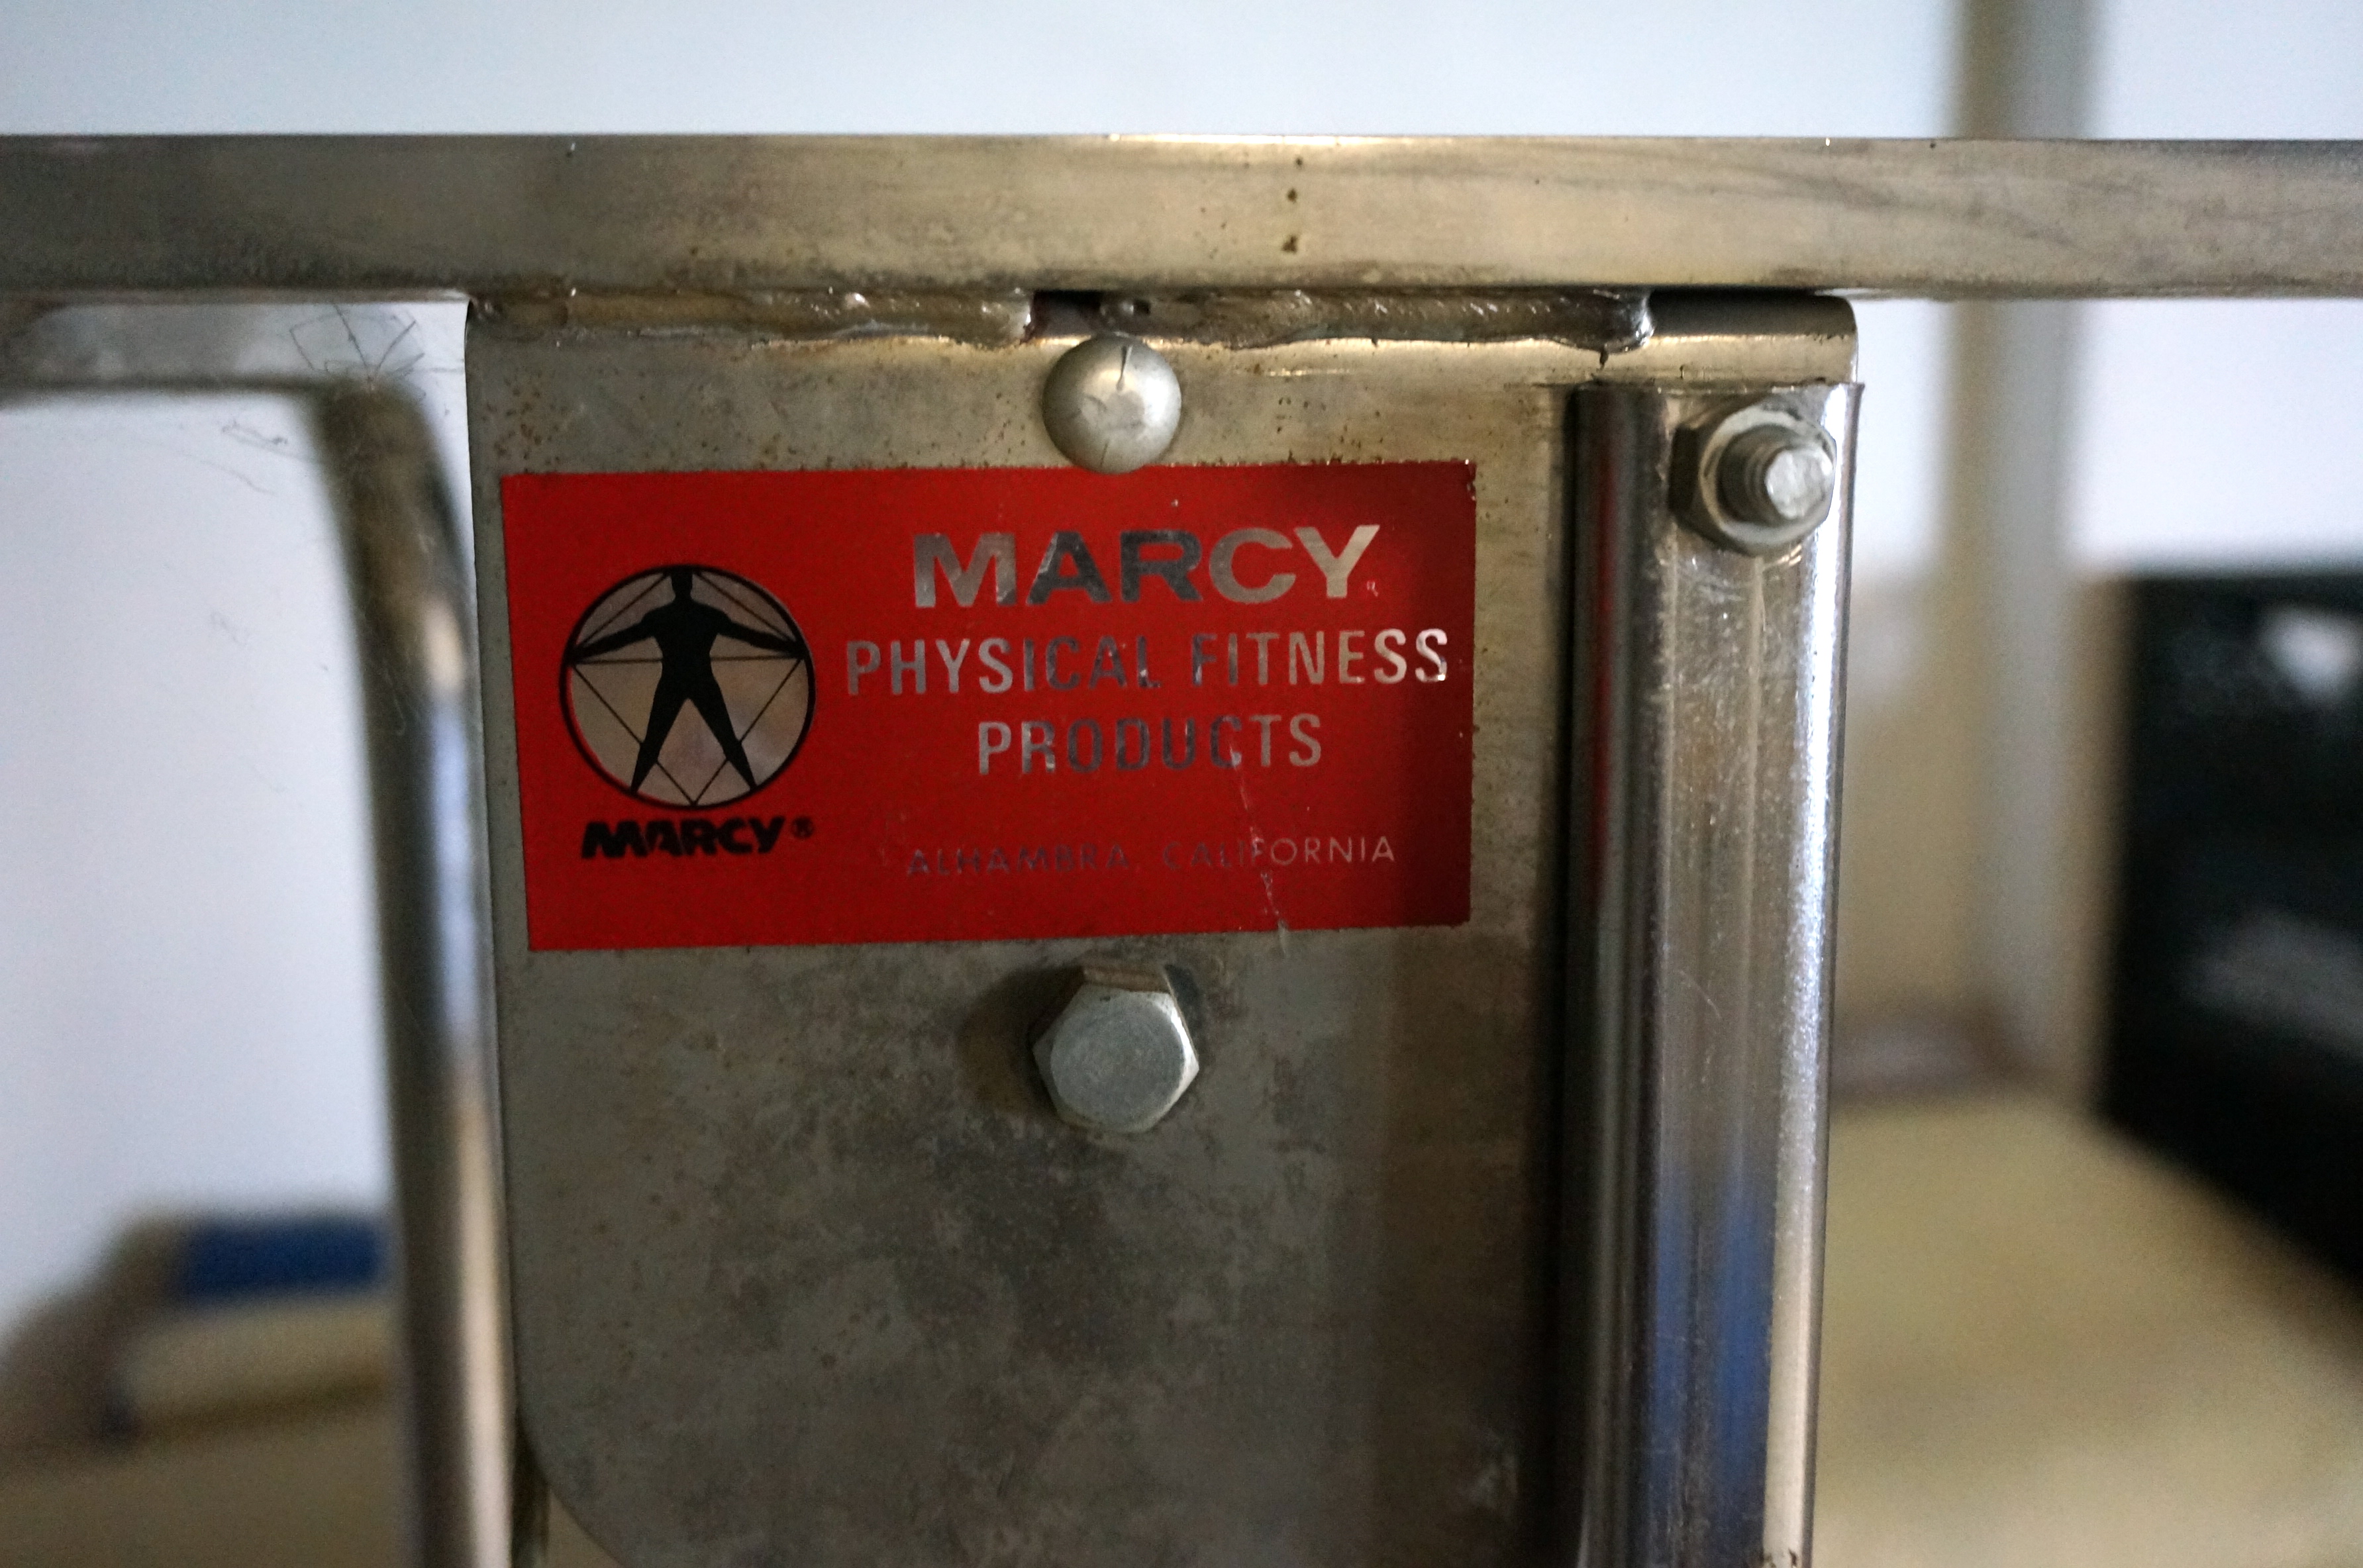 MARCY®
PHYSICAL FITNESS
PRODUCTS
ALHAMBRA, CALIFORNIA
MARCY®